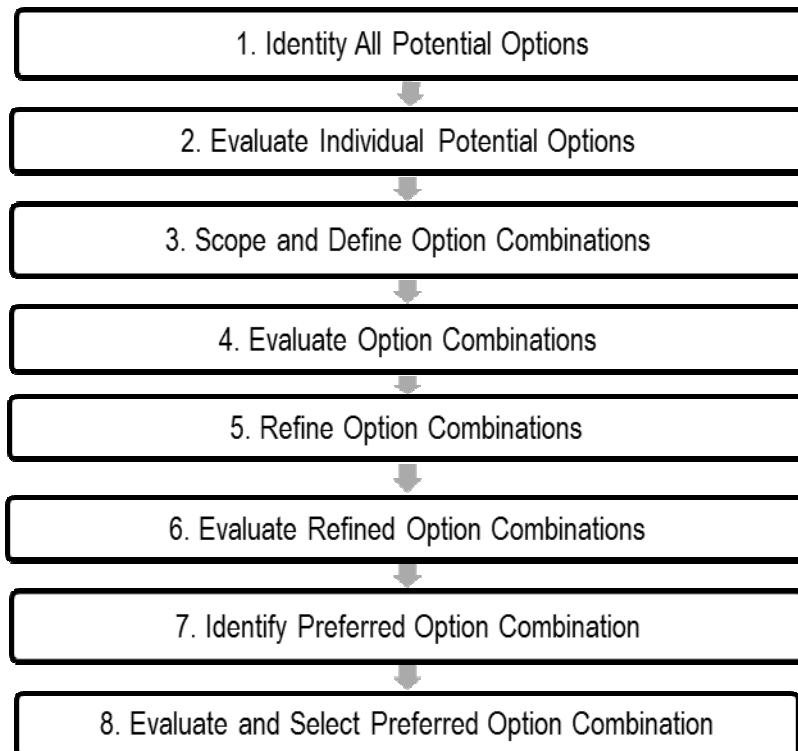 1. Identity All Potential Options
2. Evaluate Individual Potential Options
3. Scope and Define Option Combinations
4. Evaluate Option Combinations
5. Refine Option Combinations
6. Evaluate Refined Option Combinations
7. Identify Preferred Option Combination
8. Evaluate and Select Preferred Option Combination